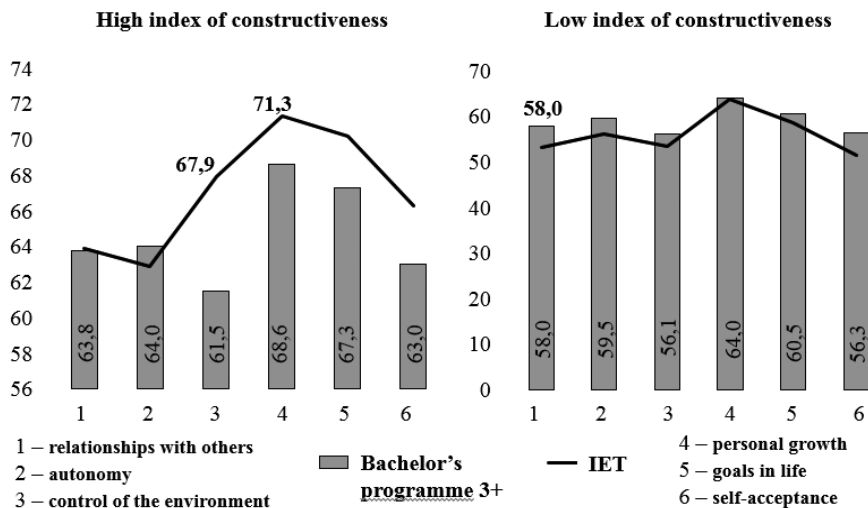 High index of constructiveness
74
72
70
68
66
64
62
60
58
56
71,3
67,9
63,8
64,0
61,5
68,6
67,3
63,0
1 2 3 4 5 6
Low index of constructiveness
70
60
50
40
30
20
10
0
58,0
58,0
59,5
56,1
64,0
60,5
56,3
1 2 3 4 5 6
1 – relationships with others
2 – autonomy
3 – control of the environment
Bachelor's
programme 3+
IET
4 – personal growth
5 – goals in life
6 – self-acceptance